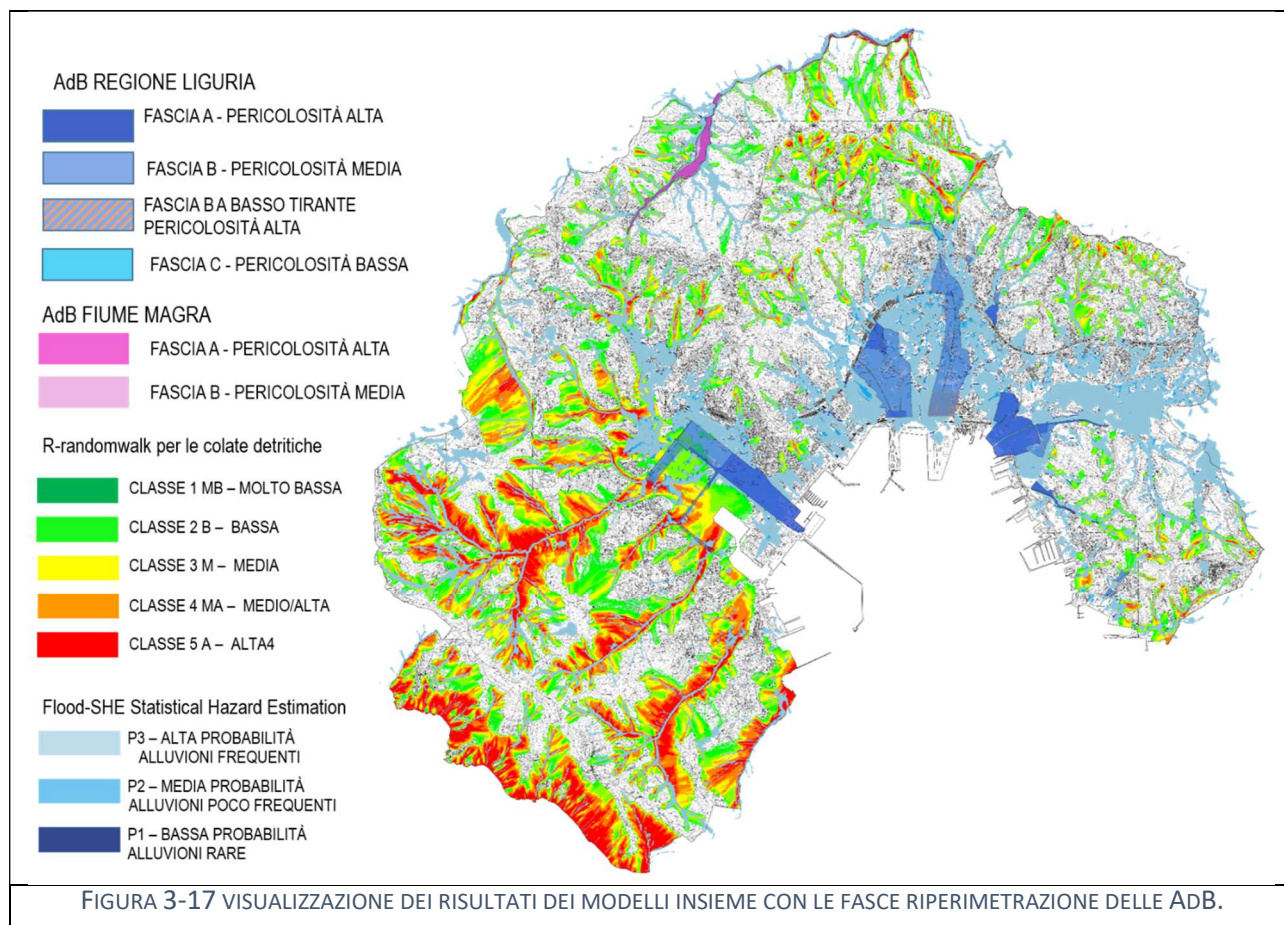 AdB REGIONE LIGURIA
FASCIA A - PERICOLOSITÀ ALTA
FASCIA B - PERICOLOSITÀ MEDIA
FASCIA B A BASSO TIRANTE
PERICOLOSITÀ ALTA
FASCIA C - PERICOLOSITÀ BASSA
AdB FIUME MAGRA
FASCIA A - PERICOLOSITÀ ALTA
FASCIA B - PERICOLOSITÀ MEDIA
R-randomwalk per le colate detritiche
CLASSE 1 MB – MOLTO BASSA
CLASSE 2 B – BASSA
CLASSE 3 M – MEDIA
CLASSE 4 MA – MEDIO/ALTA
CLASSE 5 A – ALTA4
Flood-SHE Statistical Hazard Estimation
P3 – ALTA PROBABILITÀ
ALLUVIONI FREQUENTI
P2 – MEDIA PROBABILITÀ
ALLUVIONI POCO FREQUENTI
P1 – BASSA PROBABILITÀ
ALLUVIONI RARE
FIGURA 3-17 VISUALIZZAZIONE DEI RISULTATI DEI MODELLI INSIEME CON LE FASCE RIPERIMETRAZIONE DELLE ADB.